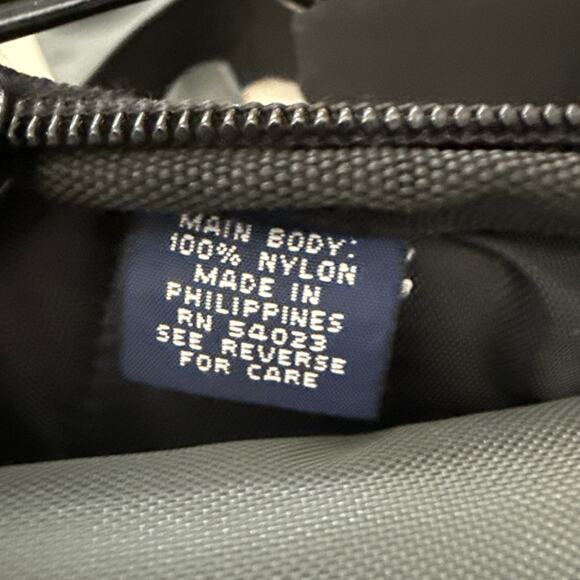 MAIN BODY:
100% NYLON
MADE IN
PHILIPPINES
RN 54023
SEE REVERSE
FOR CARE